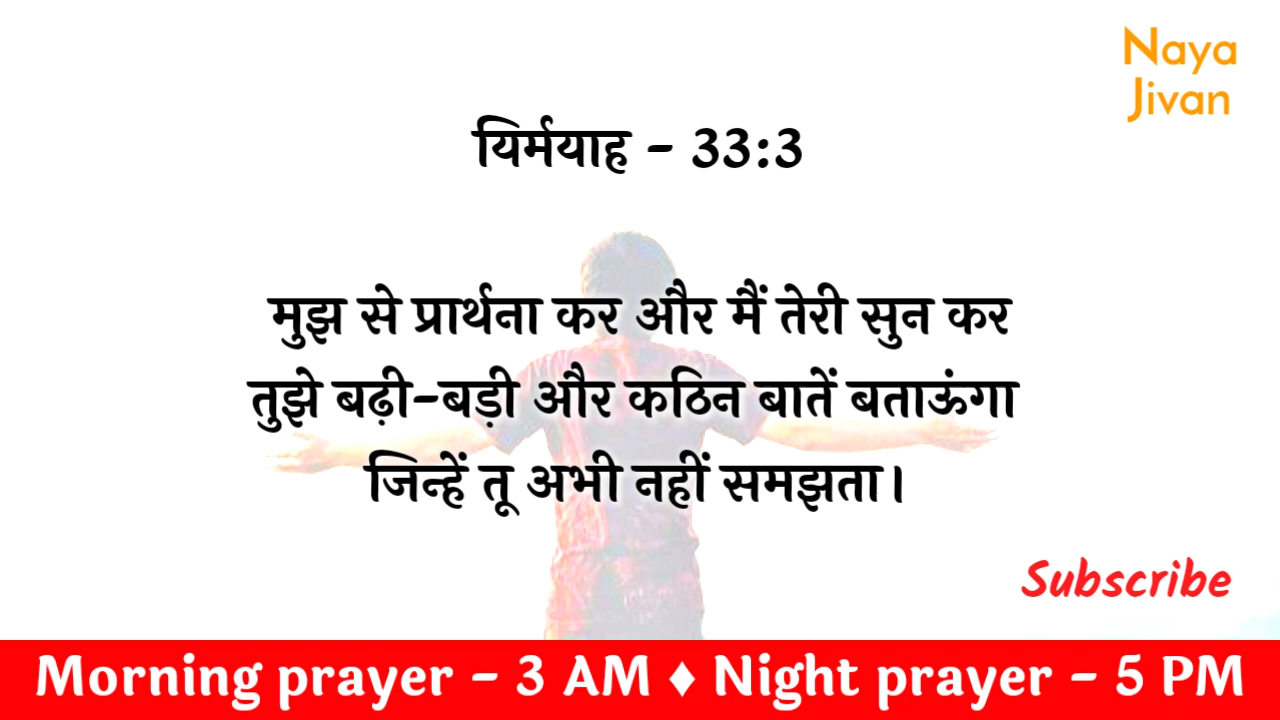 Naya
Jivan
यिर्मयाह - 33:3
मुझ से प्रार्थना कर और मैं तेरी सुन कर
तुझे बढ़ी-बड़ी और कठिन बातें बताऊंगा
जिन्हें तू अभी नहीं समझता।
Subscribe
Morning prayer - 3 AM ♦ Night prayer - 5 PM